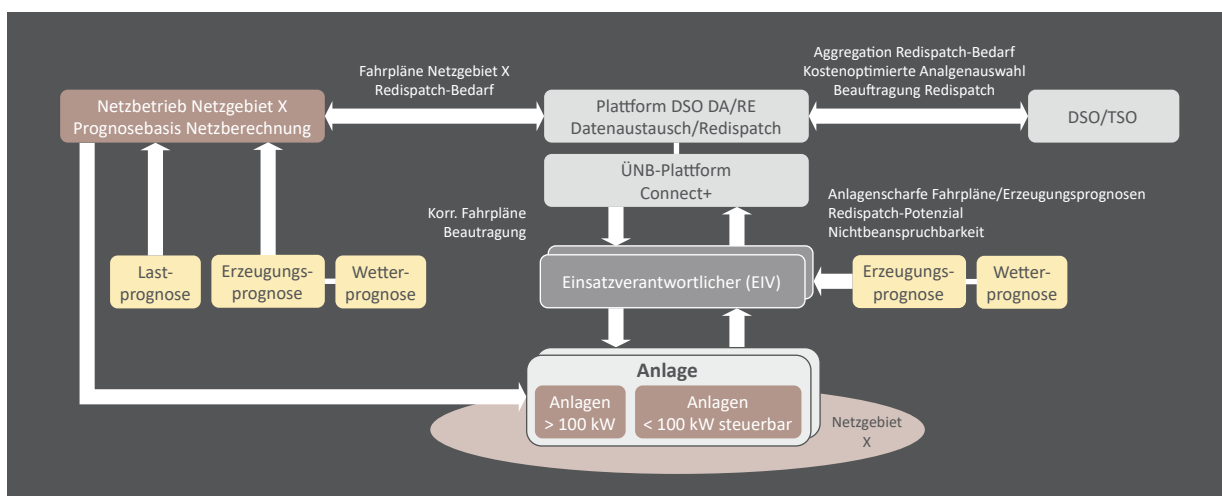 Aggregation Redispatch-Bedarf
Kostenoptimierte Analgenauswahl
Beauftragung Redispatch
Fahrpläne Netzgebiet X
Redispatch-Bedarf
Netzbetrieb Netzgebiet X
Prognosebasis Netzberechnung
Plattform DSO DA/RE
Datenaustausch/Redispatch
DSO/TSO
ÜNB-Plattform
Connect+
Korr. Fahrpläne
Beautragung
Anlagenscharfe Fahrpläne/Erzeugungsprognosen
Redispatch-Potenzial
Nichtbeanspruchbarkeit
Last-
prognose
Erzeugungs-
prognose
Wetter-
prognose
Einsatzverantwortlicher (EIV)
Erzeugungs-
prognose
Wetter-
prognose
Anlage
Anlagen
> 100 kW
Anlagen
< 100 kW steuerbar
Netzgebiet
X